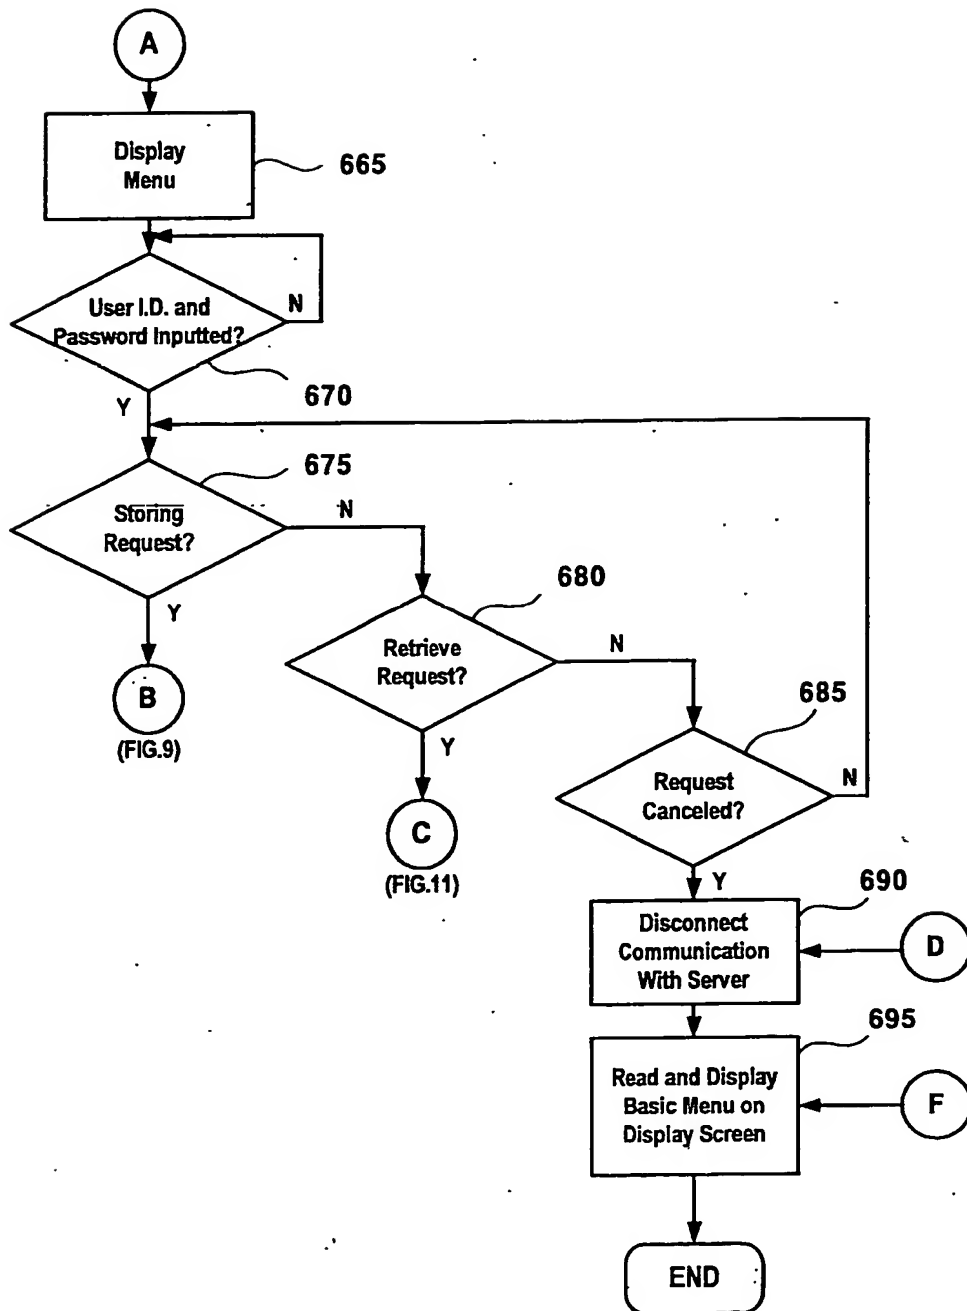 A
Display
Menu
665
User I.D. and
Password Inputted?
N
670
Y
675
Storing
Request?
N
Y
680
B
(FIG.9)
Retrieve
Request?
N
Y
685
C
(FIG.11)
Request
Canceled?
N
Y
690
Disconnect
Communication
With Server
D
695
Read and Display
Basic Menu on
Display Screen
F
END